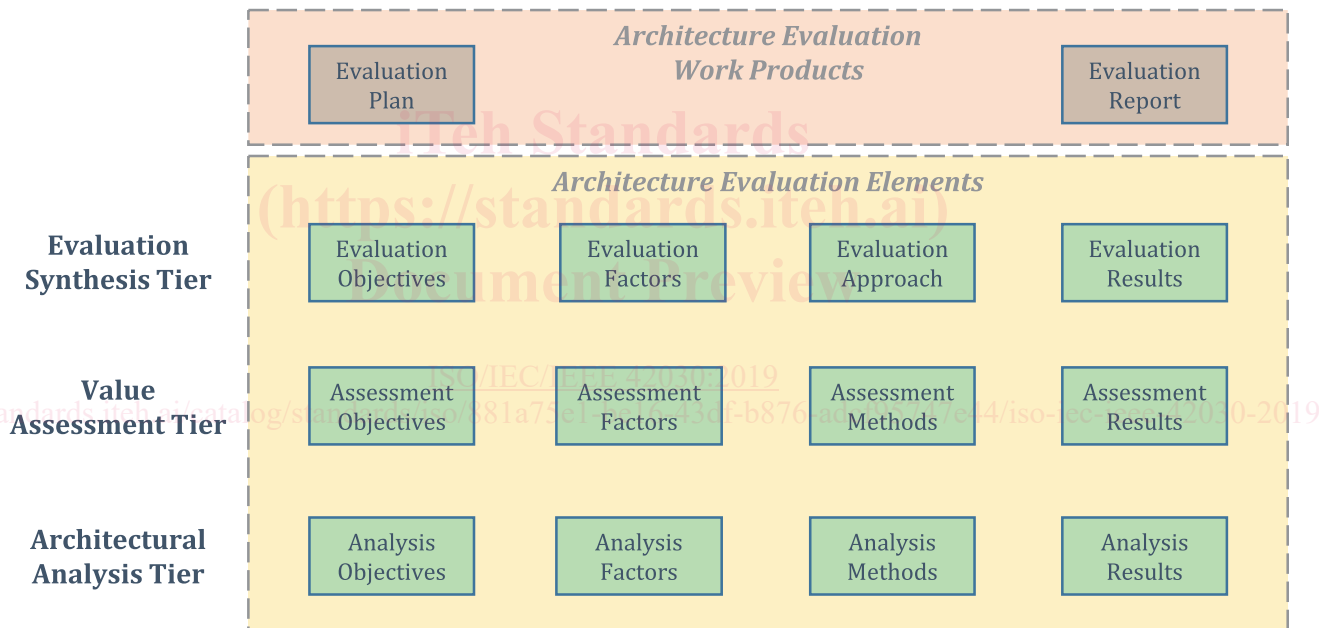 Architecture Evaluation
Work Products
Evaluation
Plan
Evaluation
Report
iTeh Standards
(https://standards.iteh.ai)
Document Preview
Architecture Evaluation Elements
Evaluation
Synthesis Tier
Evaluation
Objectives
Evaluation
Factors
Evaluation
Approach
Evaluation
Results
ISO/IEC/IEEE 42030:2019
Value
Assessment Tier
Assessment
Objectives
Assessment
Factors
Assessment
Methods
Assessment
Results
Architectural
Analysis Tier
Analysis
Objectives
Analysis
Factors
Analysis
Methods
Analysis
Results